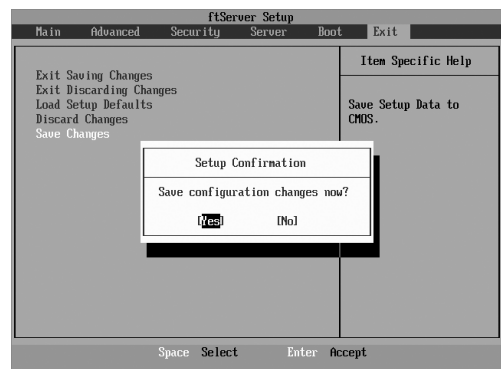 ftServer Setup
Main Advanced Security Server Boot Exit
Item Specific Help
Exit Saving Changes
Exit Discarding Changes
Load Setup Defaults
Discard Changes
Save Changes
Save Setup Data to
CMOS.
Setup Confirmation
Save configuration changes now?
[Yes] [No]
Space Select Enter Accept